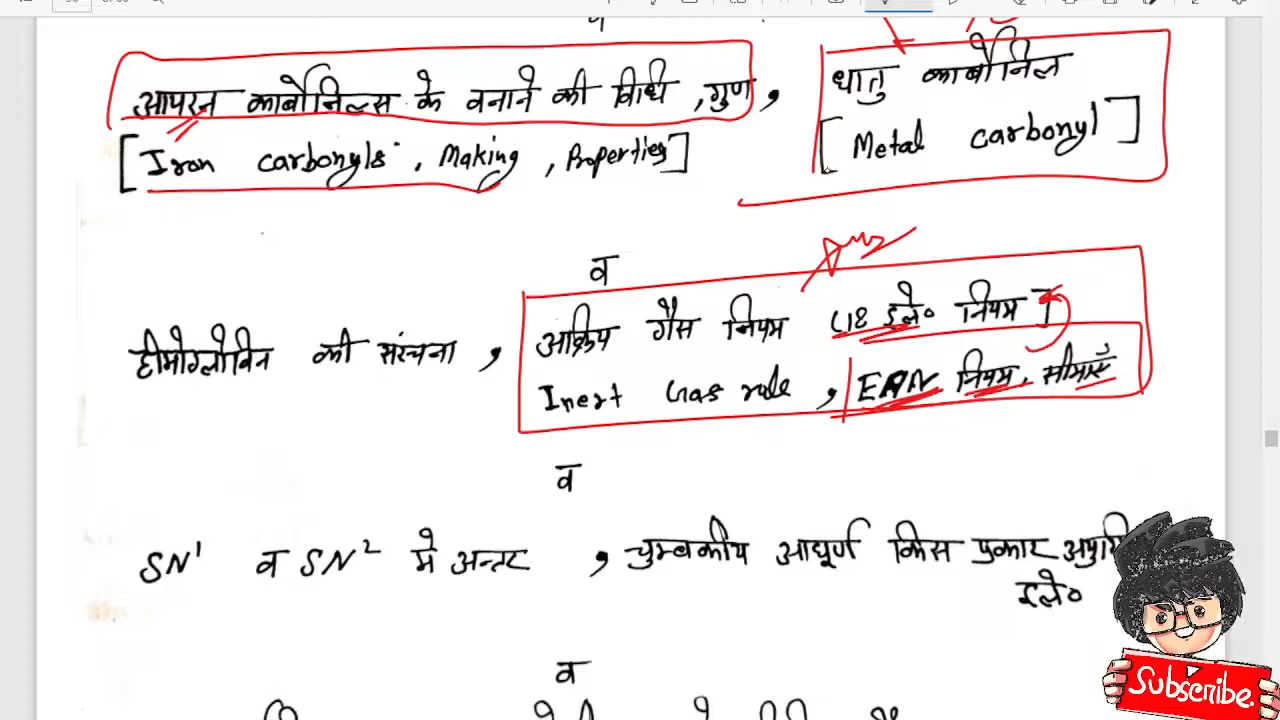 व
आयरन कार्बोनिल्स के बनाने की विधि , गुण , धातु कार्बोनिल
[ Iron carbonyls , Making , Properties ] [ Metal carbonyl ]
व
हीमोग्लोबिन की संरचना , अक्रिय गैस नियम (18 इले० नियम ]
Inert Gas rule , EAN नियम , सीमाएँ
व
SN1 व SN2 मे अन्तर , चुम्बकीय आघूर्ण किस प्रकार
इले०
व
Subscribe.